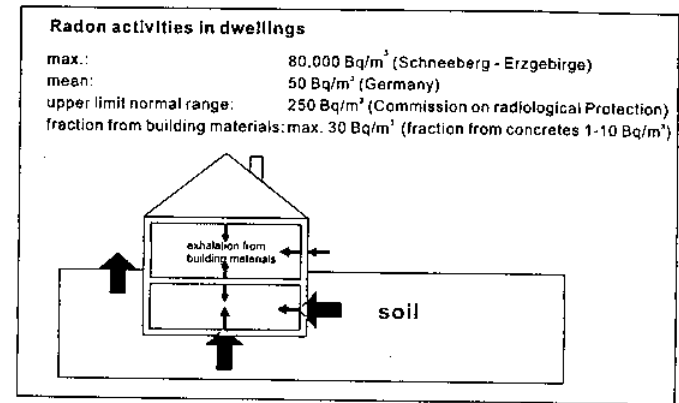 Radon activities in dwellings
max.: 80.000 Bq/m³ (Schneeberg - Erzgebirge)
mean: 50 Bq/m³ (Germany)
upper limit normal range: 250 Bq/m³ (Commission on radiological Protection)
fraction from building materials: max. 30 Bq/m³ (fraction from concretes 1-10 Bq/m³)
exhalation from
building materials
soil